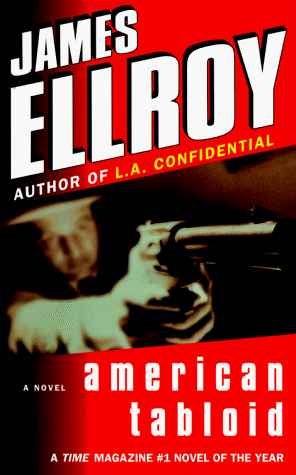 JAMES
ELLROY
AUTHOR OF L.A. CONFIDENTIAL
A NOVEL
american
tabloid
A TIME MAGAZINE #1 NOVEL OF THE YEAR